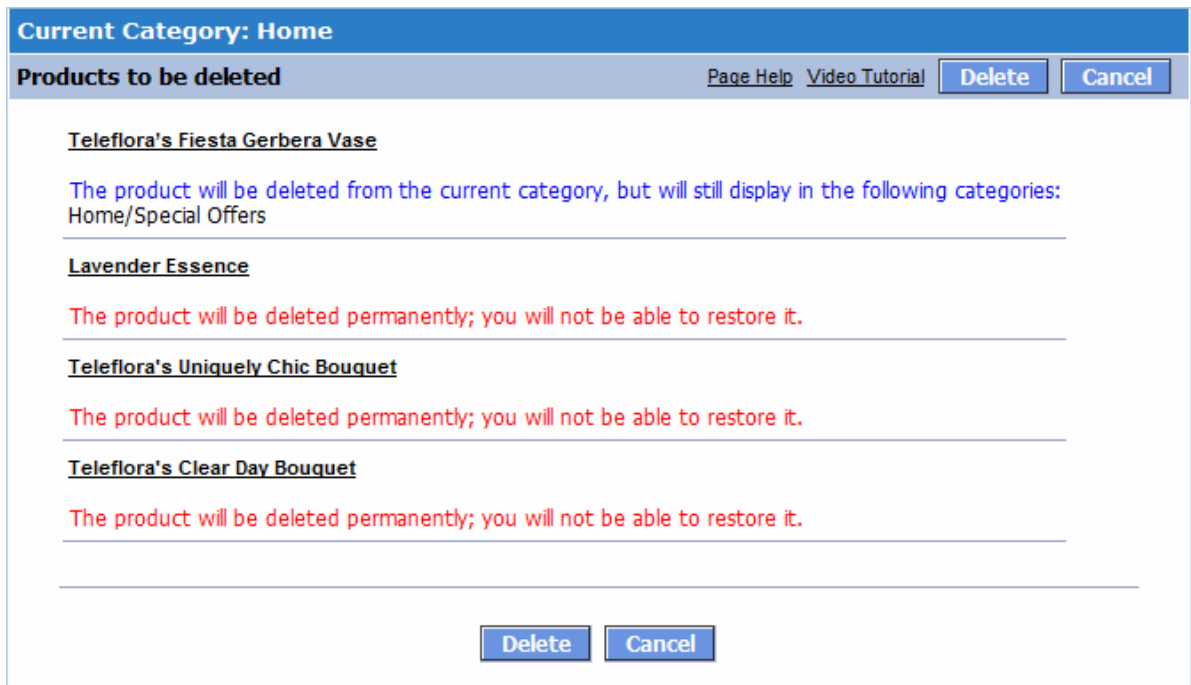 Current Category: Home
Products to be deleted Page Help Video Tutorial Delete Cancel
Teleflora's Fiesta Gerbera Vase
The product will be deleted from the current category, but will still display in the following categories:
Home/Special Offers
Lavender Essence
The product will be deleted permanently; you will not be able to restore it.
Teleflora's Uniquely Chic Bouquet
The product will be deleted permanently; you will not be able to restore it.
Teleflora's Clear Day Bouquet
The product will be deleted permanently; you will not be able to restore it.
Delete Cancel